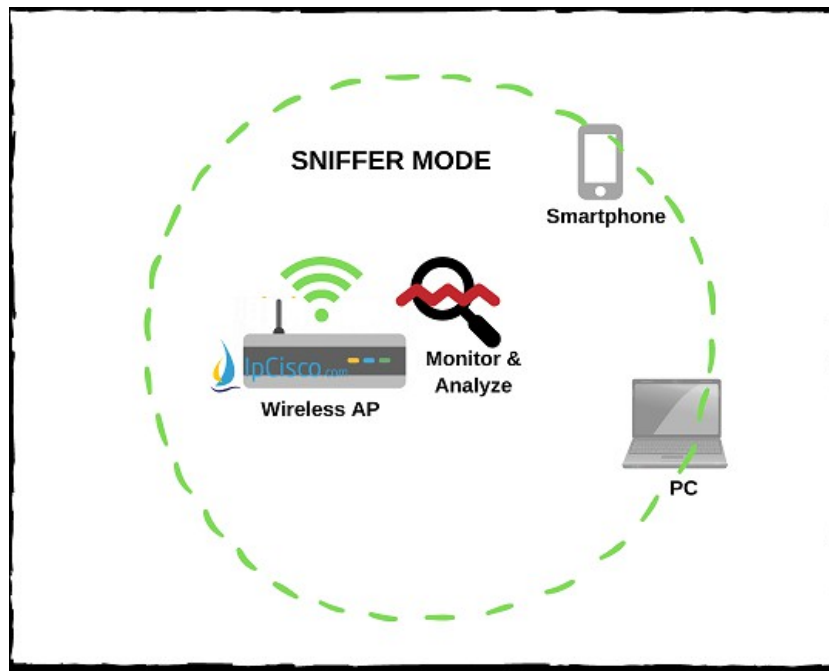 SNIFFER MODE
Smartphone
IpCisco.com
Monitor &
Analyze
Wireless AP
PC